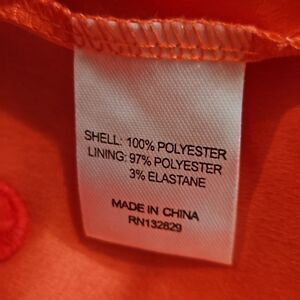 SHELL: 100% POLYESTER
LINING: 97% POLYESTER
3% ELASTANE
MADE IN CHINA
RN132829